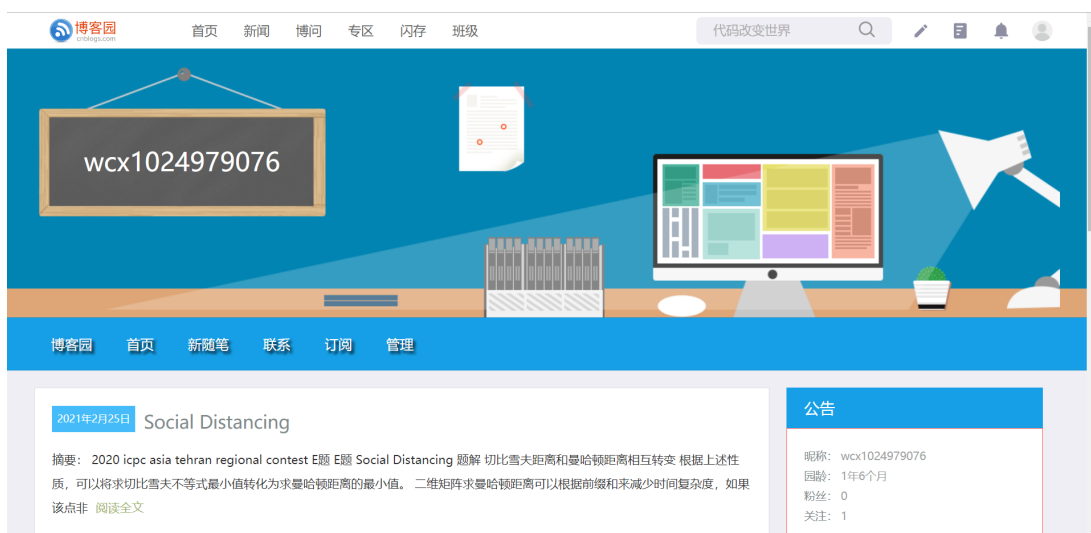 博客园
cnblogs.com
首页 新闻 博问 专区 闪存 班级
代码改变世界
wcx1024979076
博客园 首页 新随笔 联系 订阅 管理
2021年2月25日
Social Distancing
摘要： 2020 icpc asia tehran regional contest E题 E题 Social Distancing 题解 切比雪夫距离和曼哈顿距离相互转变 根据上述性
质，可以将求切比雪夫不等式最小值转化为求曼哈顿距离的最小值。 二维矩阵求曼哈顿距离可以根据前缀和来减少时间复杂度，如果
该点非 阅读全文
公告
昵称： wcx1024979076
园龄： 1年6个月
粉丝： 0
关注： 1